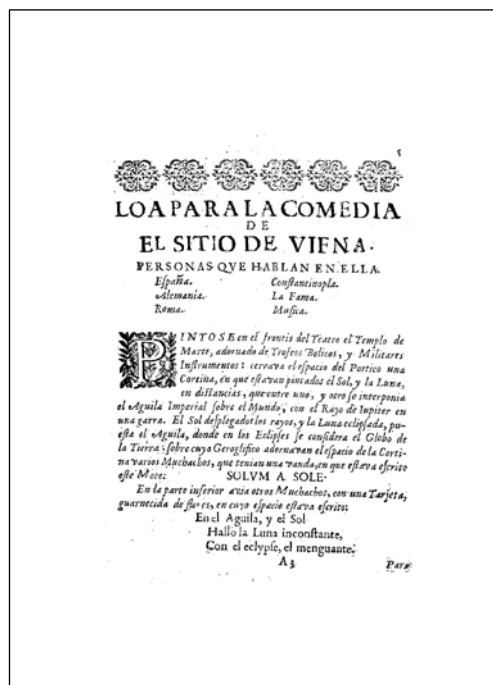 5
LOA PARA LA COMEDIA
DE
EL SITIO DE VIENA.
PERSONAS QVE HABLAN EN ELLA.
España. Constantinopla.
Alemania. La Fama.
Roma. Musica.
PINTOSE en el frontis del Teatro el Templo de
Marte, adornado de Trofeos Belicos, y Militares
Instrumentos: cerrava el espacio del Portico una
Cortina, en que estavan pintados el Sol, y la Luna,
en distancias, que entre uno, y otro se interponia
el Aguila Imperial sobre el Mundo, con el Rayo de Iupiter en
una garra. El Sol desplegados los rayos, y la Luna eclipsada, pu-
esta el Aguila, donde en los Eclipses se considera el Globo de
la Tierra: sobre cuyo Geroglifico adornavan el espacio de la Corti-
na varios Muchachos, que tenian una vanda, en que estava escrito
este Mote: SOLVM A SOLE.
En la parte inferior avia otros Muchachos, con una Tarjeta,
guarnecida de flores, en cuyo espacio estava escrito:
En el Aguila, y el Sol
Hallo la Luna inconstante,
Con el eclypse, el menguante.
A3 Para